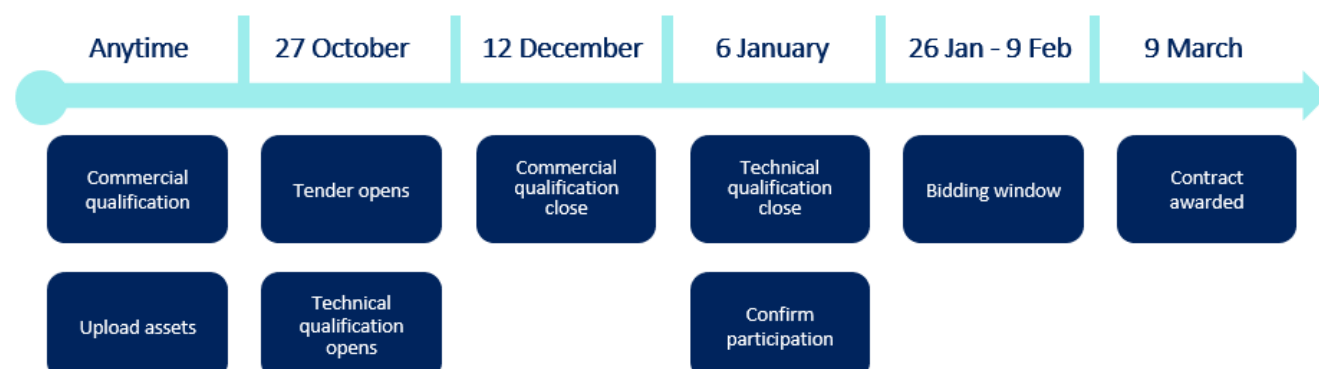 Anytime
27 October
12 December
6 January
26 Jan - 9 Feb
9 March
Commercial
qualification
Tender opens
Commercial
qualification
close
Technical
qualification
close
Bidding window
Contract
awarded
Upload assets
Technical
qualification
opens
Confirm
participation